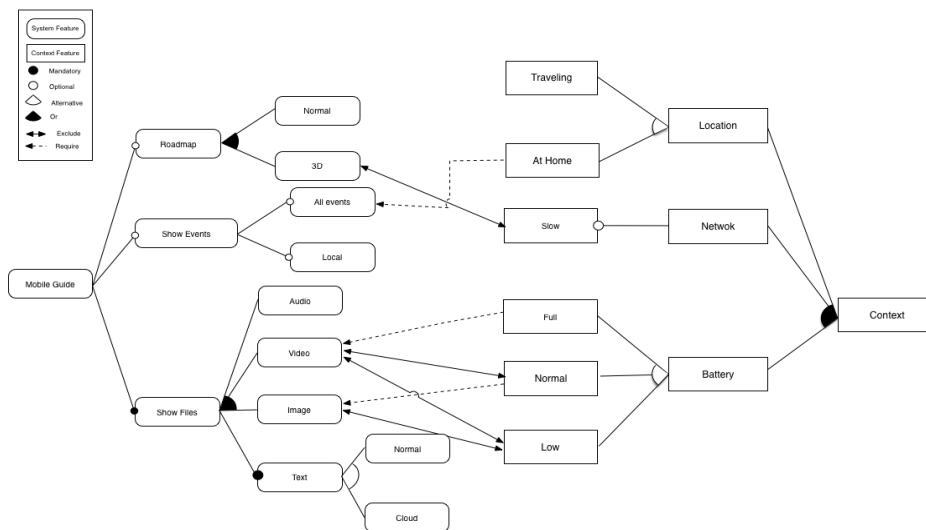 System Feature
Context Feature
Mandatory
Optional
Alternative
Or
Exclude
Require
Mobile Guide
Roadmap
Normal
3D
Show Events
All events
Local
Show Files
Audio
Video
Image
Text
Normal
Cloud
Traveling
At Home
Location
Slow
Netwok
Full
Normal
Low
Battery
Context